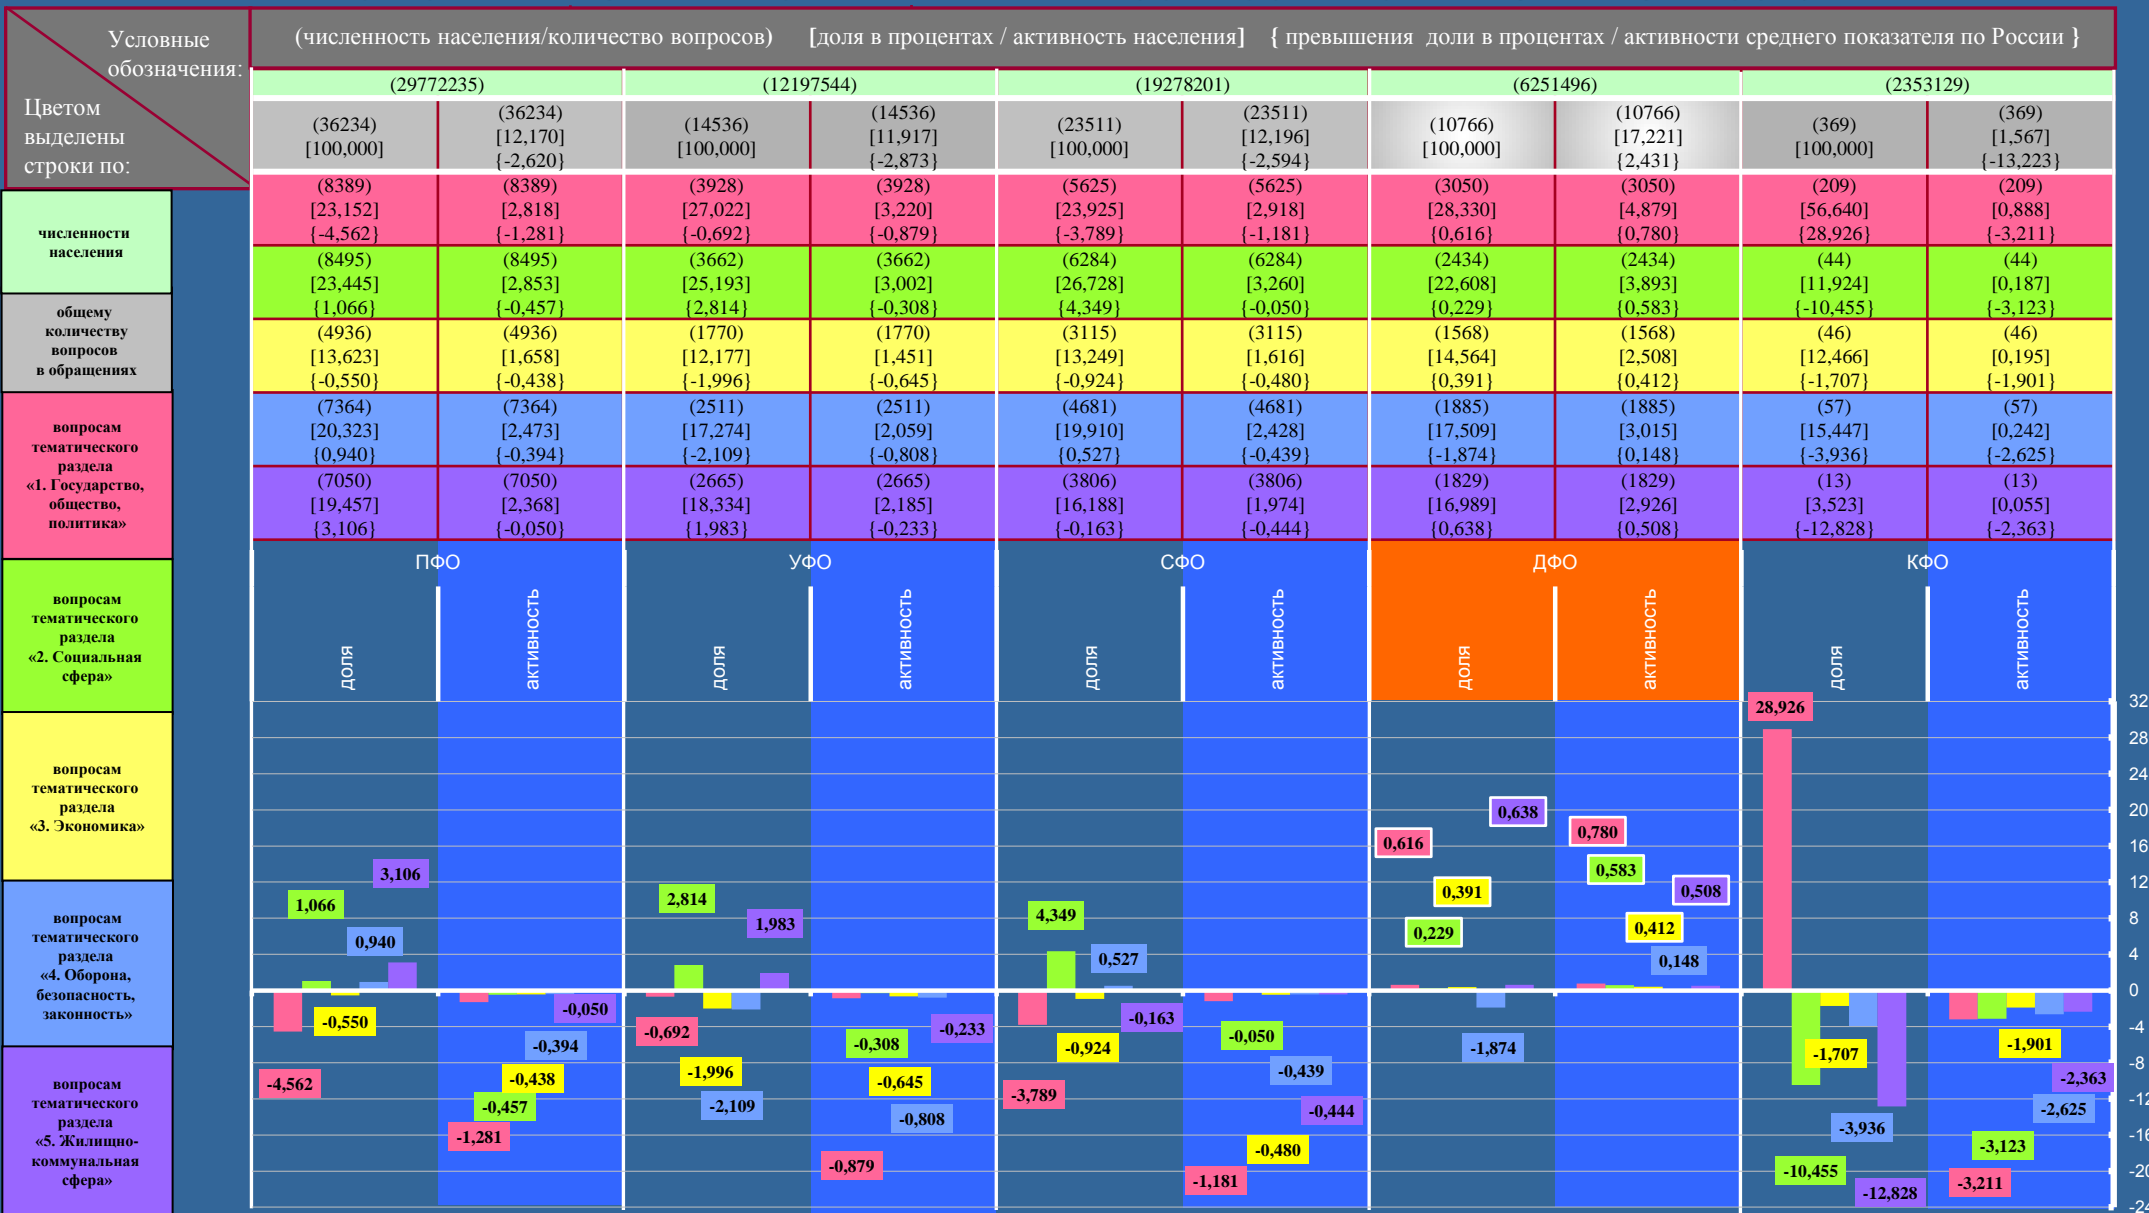 Условные
обозначения:
Цветом
выделены
строки по:
(численность населения/количество вопросов) [доля в процентах / активность населения] { превышения доли в процентах / активности среднего показателя по России }
(29772235) (12197544) (19278201) (6251496) (2353129)
(36234) (36234) (14536) (14536) (23511) (23511) (10766) (10766) (369) (369)
[100,000] [12,170] [100,000] [11,917] [100,000] [12,196] [100,000] [17,221] [100,000] [1,567]
{-2,620} {-2,873} {-2,594} {2,431} {-13,223}
(8389) (8389) (3928) (3928) (5625) (5625) (3050) (3050) (209) (209)
[23,152] [2,818] [27,022] [3,220] [23,925] [2,918] [28,330] [4,879] [56,640] [0,888]
{-4,562} {-1,281} {-0,692} {-0,879} {-3,789} {-1,181} {0,616} {0,780} {28,926} {-3,211}
(8495) (8495) (3662) (3662) (6284) (6284) (2434) (2434) (44) (44)
[23,445] [2,853] [25,193] [3,002] [26,728] [3,260] [22,608] [3,893] [11,924] [0,187]
{1,066} {-0,457} {2,814} {-0,308} {4,349} {-0,050} {0,229} {0,583} {-10,455} {-3,123}
(4936) (4936) (1770) (1770) (3115) (3115) (1568) (1568) (46) (46)
[13,623] [1,658] [12,177] [1,451] [13,249] [1,616] [14,564] [2,508] [12,466] [0,195]
{-0,550} {-0,438} {-1,996} {-0,645} {-0,924} {-0,480} {0,391} {0,412} {-1,707} {-1,901}
(7364) (7364) (2511) (2511) (4681) (4681) (1885) (1885) (57) (57)
[20,323] [2,473] [17,274] [2,059] [19,910] [2,428] [17,509] [3,015] [15,447] [0,242]
{0,940} {-0,394} {-2,109} {-0,808} {0,527} {-0,439} {-1,874} {0,148} {-3,936} {-2,625}
(7050) (7050) (2665) (2665) (3806) (3806) (1829) (1829) (13) (13)
[19,457] [2,368] [18,334] [2,185] [16,188] [1,974] [16,989] [2,926] [3,523] [0,055]
{3,106} {-0,050} {1,983} {-0,233} {-0,163} {-0,444} {0,638} {0,508} {-12,828} {-2,363}
численности
населения
общему
количеству
вопросов
в обращениях
вопросам
тематического
раздела
«1. Государство,
общество,
политика»
вопросам
тематического
раздела
«2. Социальная
сфера»
вопросам
тематического
раздела
«3. Экономика»
вопросам
тематического
раздела
«4. Оборона,
безопасность,
законность»
вопросам
тематического
раздела
«5. Жилищно-
коммунальная
сфера»
ПФО УФО СФО ДФО КФО
доля активность доля активность доля активность доля активность доля активность
-4,562
1,066
-0,550
0,940
3,106
-1,281
-0,457
-0,438
-0,394
-0,050
-0,692
2,814
-1,996
-2,109
1,983
-0,879
-0,308
-0,645
-0,808
-0,233
-3,789
4,349
-0,924
0,527
-0,163
-1,181
-0,050
-0,480
-0,439
-0,444
0,616
0,229
0,391
-1,874
0,638
0,780
0,583
0,412
0,148
0,508
28,926
-10,455
-1,707
-3,936
-12,828
-3,211
-3,123
-1,901
-2,625
-2,363
32
28
24
20
16
12
8
4
0
-4
-8
-12
-16
-20
-24